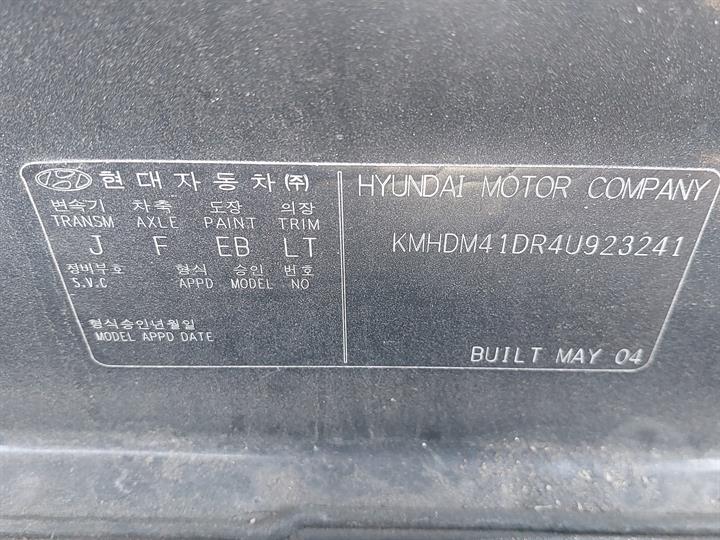 현대자동차㈜
변속기 차축 도장 의장
TRANSM AXLE PAINT TRIM
J F EB LT
정비부호 형식 승인 번호
S.V.C APPD MODEL NO
형식승인년월일
MODEL APPD DATE
HYUNDAI MOTOR COMPANY
KMHDM41DR4U923241
BUILT MAY 04